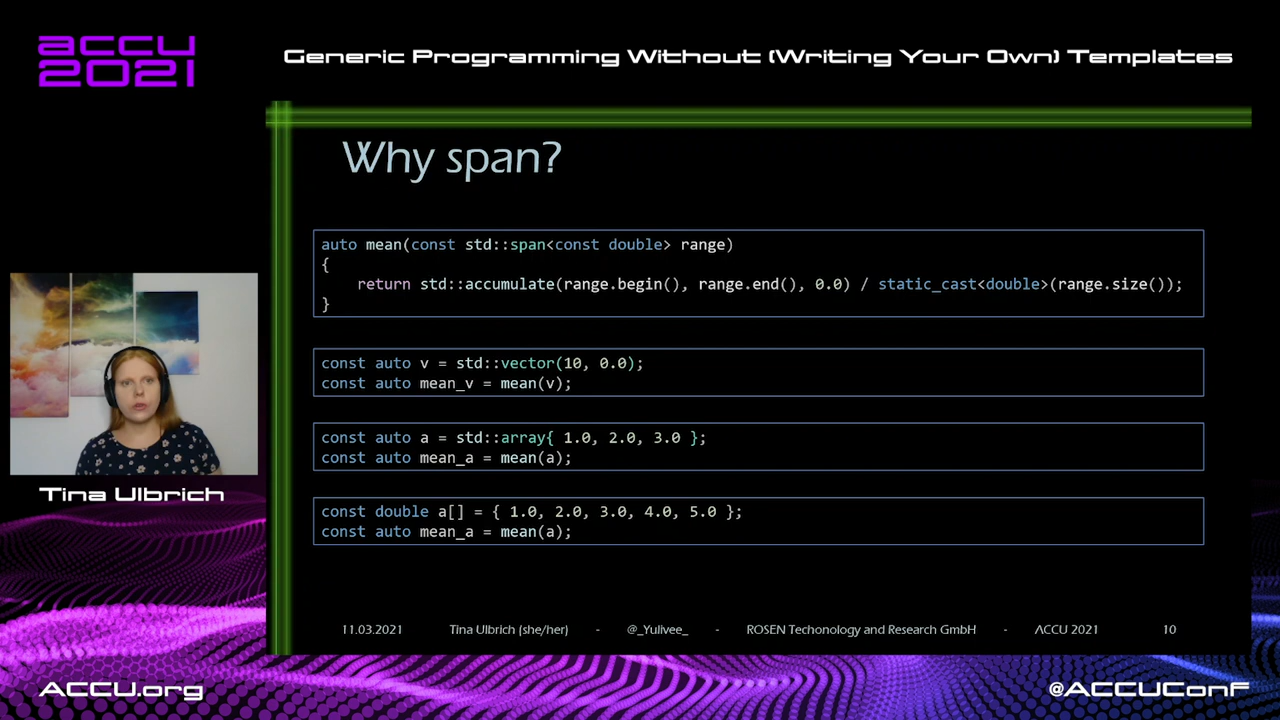 accu
2021
Generic Programming Without (Writing Your Own) Templates
Why span?
auto mean(const std::span<const double> range)
{
    return std::accumulate(range.begin(), range.end(), 0.0) / static_cast<double>(range.size());
}
const auto v = std::vector(10, 0.0);
const auto mean_v = mean(v);
const auto a = std::array{ 1.0, 2.0, 3.0 };
const auto mean_a = mean(a);
const double a[] = { 1.0, 2.0, 3.0, 4.0, 5.0 };
const auto mean_a = mean(a);
Tina Ulbrich
11.03.2021 Tina Ulbrich (she/her) - @_Yulivee_ - ROSEN Techonology and Research GmbH - ACCU 2021 10
ACCU.org
@ACCUConf